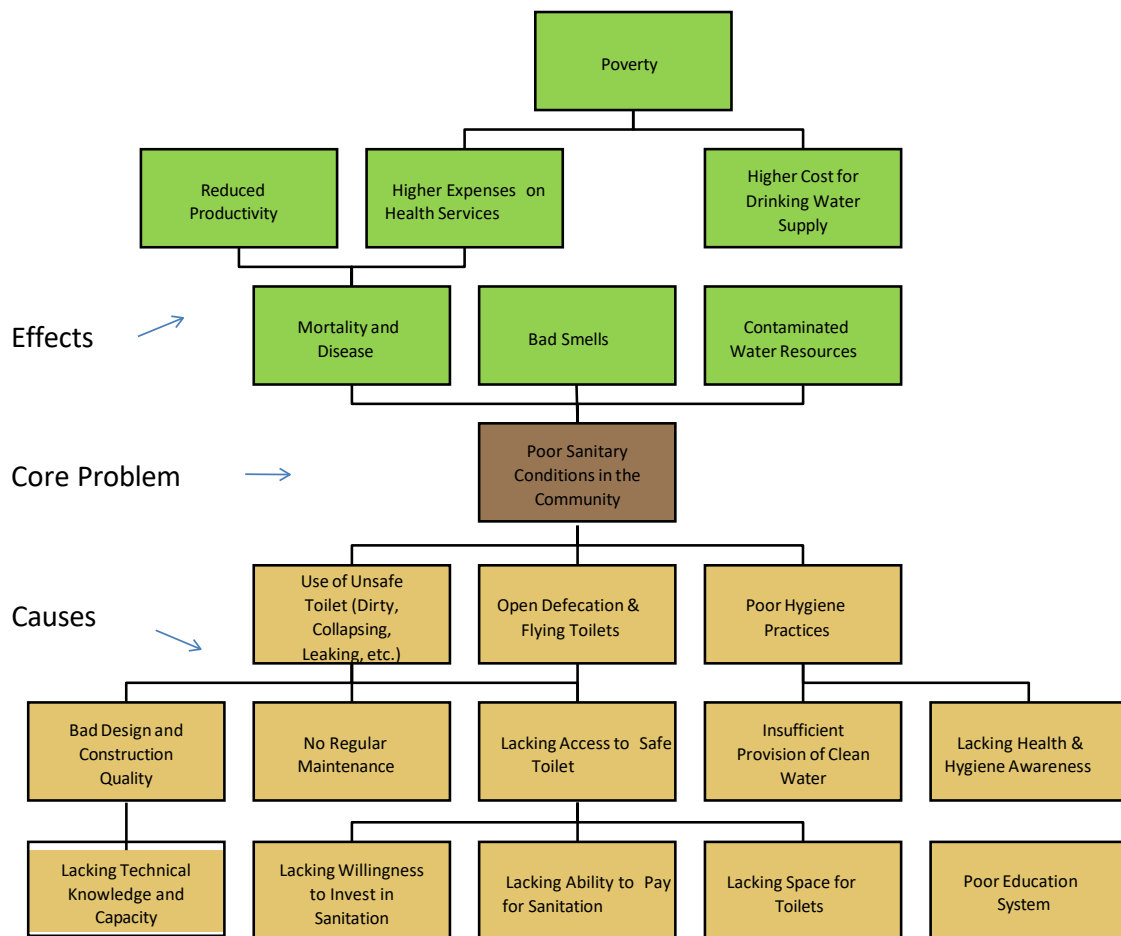 Poverty
Reduced
Productivity
Higher Expenses on
Health Services
Higher Cost for
Drinking Water
Supply
Effects
Mortality and
Disease
Bad Smells
Contaminated
Water Resources
Core Problem
Poor Sanitary
Conditions in the
Community
Causes
Use of Unsafe
Toilet (Dirty,
Collapsing,
Leaking, etc.)
Open Defecation &
Flying Toilets
Poor Hygiene
Practices
Bad Design and
Construction
Quality
No Regular
Maintenance
Lacking Access to Safe
Toilet
Insufficient
Provision of Clean
Water
Lacking Health &
Hygiene Awareness
Lacking Technical
Knowledge and
Capacity
Lacking Willingness
to Invest in
Sanitation
Lacking Ability to Pay
for Sanitation
Lacking Space for
Toilets
Poor Education
System